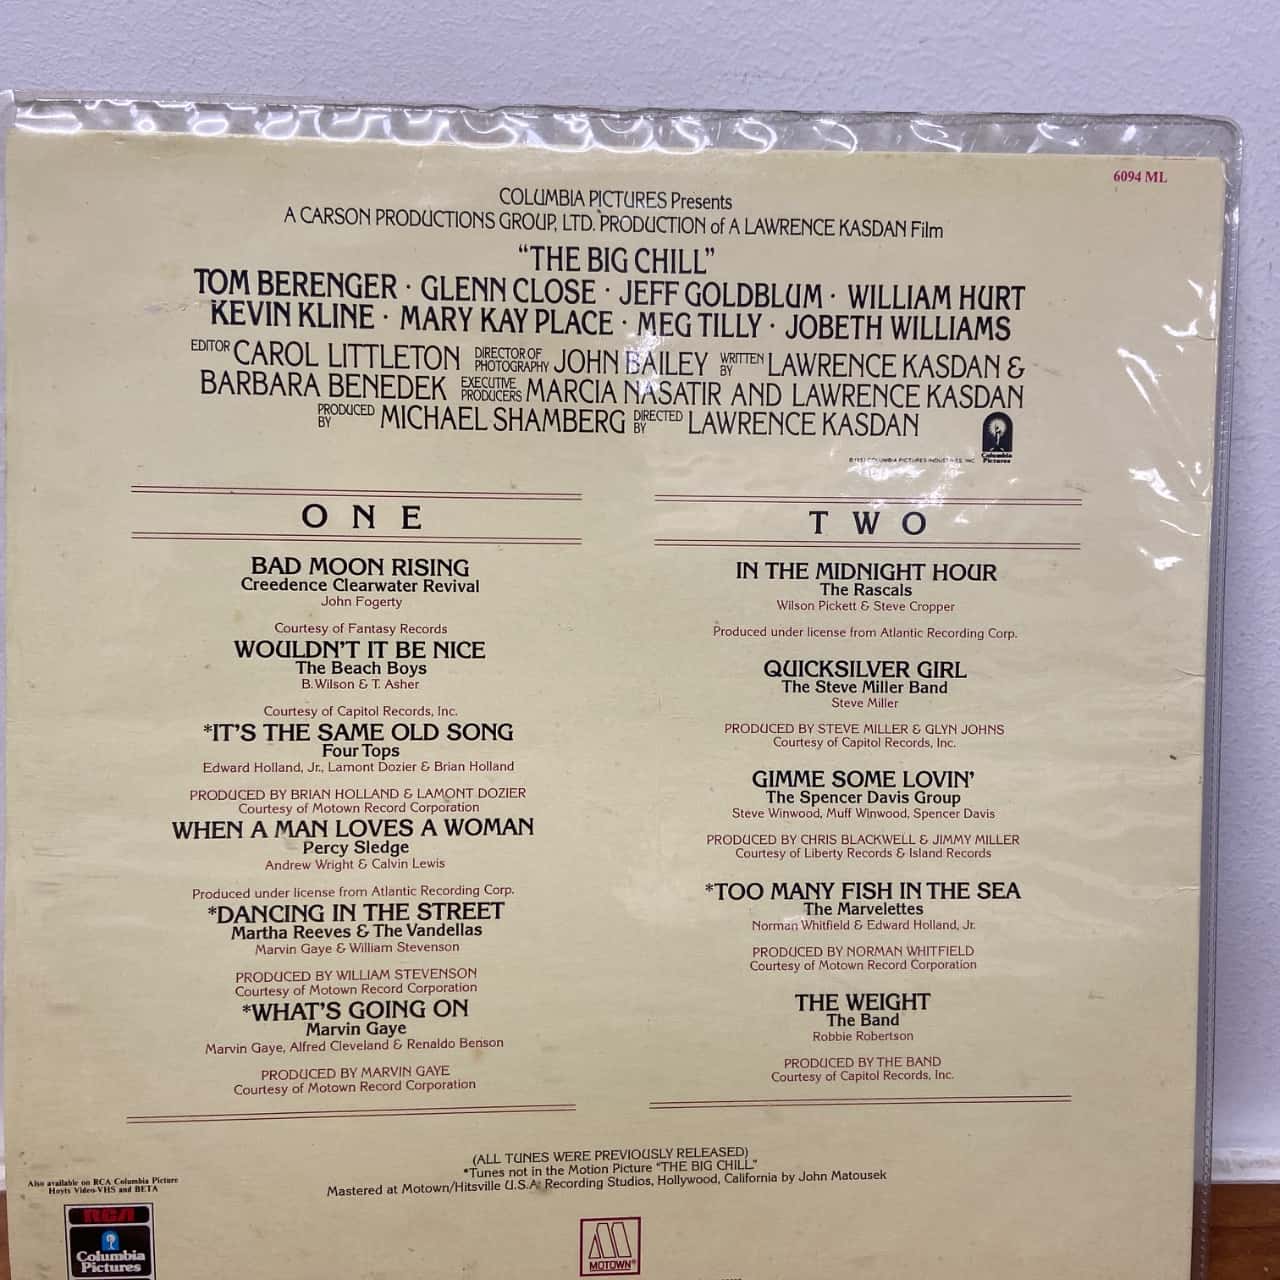 6094 ML
COLUMBIA PICTURES Presents
A CARSON PRODUCTIONS GROUP, LTD. PRODUCTION of A LAWRENCE KASDAN Film
"THE BIG CHILL"
TOM BERENGER · GLENN CLOSE · JEFF GOLDBLUM · WILLIAM HURT
KEVIN KLINE · MARY KAY PLACE · MEG TILLY · JOBETH WILLIAMS
EDITOR CAROL LITTLETON DIRECTOR OF PHOTOGRAPHY JOHN BAILEY WRITTEN BY LAWRENCE KASDAN &
BARBARA BENEDEK EXECUTIVE PRODUCERS MARCIA NASATIR AND LAWRENCE KASDAN
PRODUCED BY MICHAEL SHAMBERG DIRECTED BY LAWRENCE KASDAN
COLUMBIA PICTURES INDUSTRIES, INC.
Columbia
Pictures
ONE
BAD MOON RISING
Creedence Clearwater Revival
John Fogerty
Courtesy of Fantasy Records
WOULDN'T IT BE NICE
The Beach Boys
B. Wilson & T. Asher
Courtesy of Capitol Records, Inc.
*IT'S THE SAME OLD SONG
Four Tops
Edward Holland, Jr., Lamont Dozier & Brian Holland
PRODUCED BY BRIAN HOLLAND & LAMONT DOZIER
Courtesy of Motown Record Corporation
WHEN A MAN LOVES A WOMAN
Percy Sledge
Andrew Wright & Calvin Lewis
Produced under license from Atlantic Recording Corp.
*DANCING IN THE STREET
Martha Reeves & The Vandellas
Marvin Gaye & William Stevenson
PRODUCED BY WILLIAM STEVENSON
Courtesy of Motown Record Corporation
*WHAT'S GOING ON
Marvin Gaye
Marvin Gaye, Alfred Cleveland & Renaldo Benson
PRODUCED BY MARVIN GAYE
Courtesy of Motown Record Corporation
TWO
IN THE MIDNIGHT HOUR
The Rascals
Wilson Pickett & Steve Cropper
Produced under license from Atlantic Recording Corp.
QUICKSILVER GIRL
The Steve Miller Band
Steve Miller
PRODUCED BY STEVE MILLER & GLYN JOHNS
Courtesy of Capitol Records, Inc.
GIMME SOME LOVIN'
The Spencer Davis Group
Steve Winwood, Muff Winwood, Spencer Davis
PRODUCED BY CHRIS BLACKWELL & JIMMY MILLER
Courtesy of Liberty Records & Island Records
*TOO MANY FISH IN THE SEA
The Marvelettes
Norman Whitfield & Edward Holland, Jr.
PRODUCED BY NORMAN WHITFIELD
Courtesy of Motown Record Corporation
THE WEIGHT
The Band
Robbie Robertson
PRODUCED BY THE BAND
Courtesy of Capitol Records, Inc.
(ALL TUNES WERE PREVIOUSLY RELEASED)
*Tunes not in the Motion Picture "THE BIG CHILL"
Mastered at Motown/Hitsville U.S.A. Recording Studios, Hollywood, California by John Matousek
Also available on RCA Columbia Picture
Hoyts Video-VHS and BETA
RCA
Columbia
Pictures
MOTOWN®